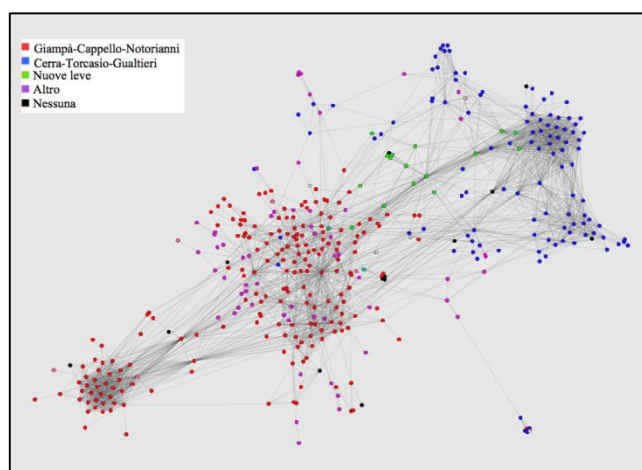 Giampà-Cappello-Notorianni
Cerra-Torcasio-Gualtieri
Nuove leve
Altro
Nessuna